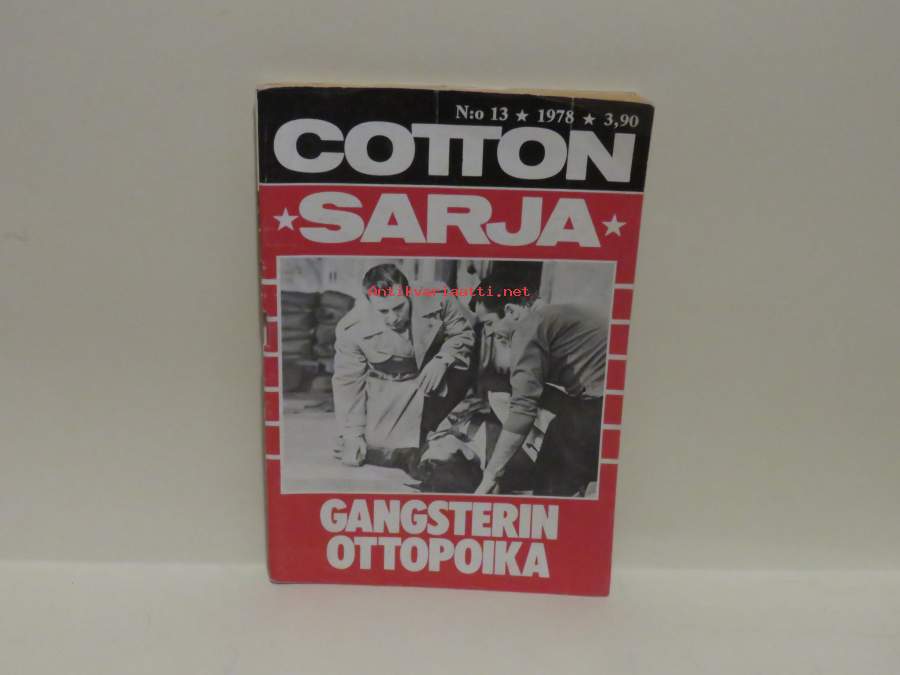 N:o 13 ★ 1978 ★ 3,90
COTTON
★ SARJA ★
Antikvariaatti.net
GANGSTERIN
OTTOPOIKA